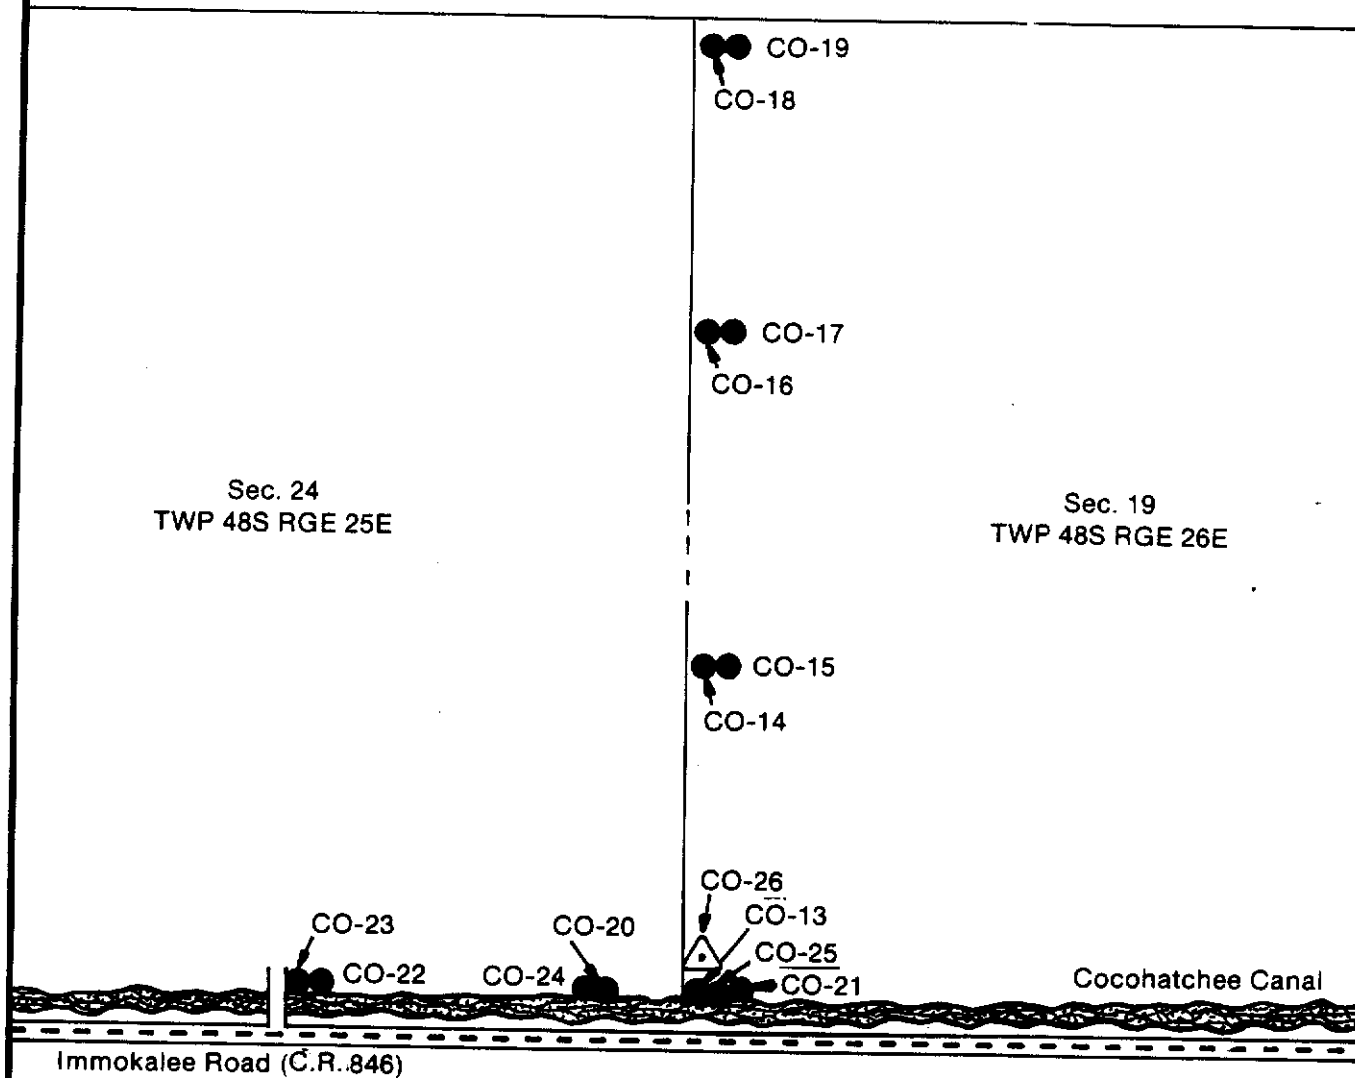 CO-19
CO-18
CO-17
CO-16
Sec. 24
TWP 48S RGE 25E
Sec. 19
TWP 48S RGE 26E
CO-15
CO-14
CO-26
CO-13
CO-23
CO-20
CO-25
CO-22
CO-24
CO-21
Cocohatchee Canal
Immokalee Road (C.R. 846)